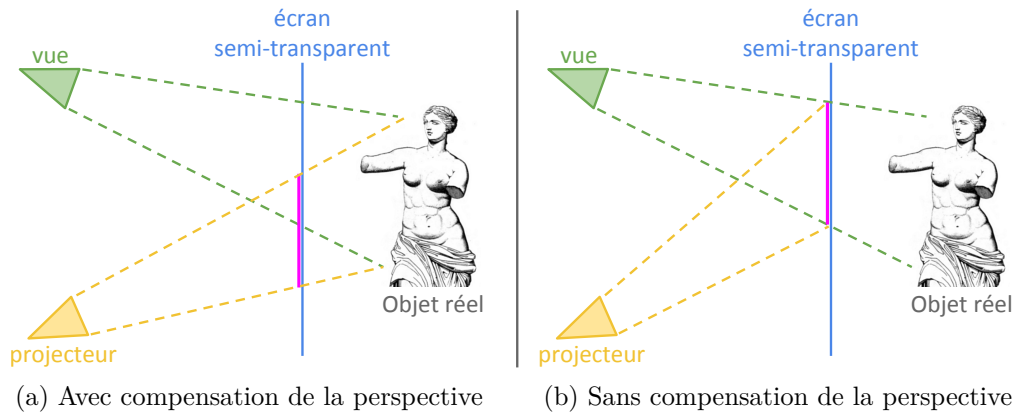 écran
semi-transparent
vue
Objet réel
projecteur
(a) Avec compensation de la perspective
écran
semi-transparent
vue
Objet réel
projecteur
(b) Sans compensation de la perspective